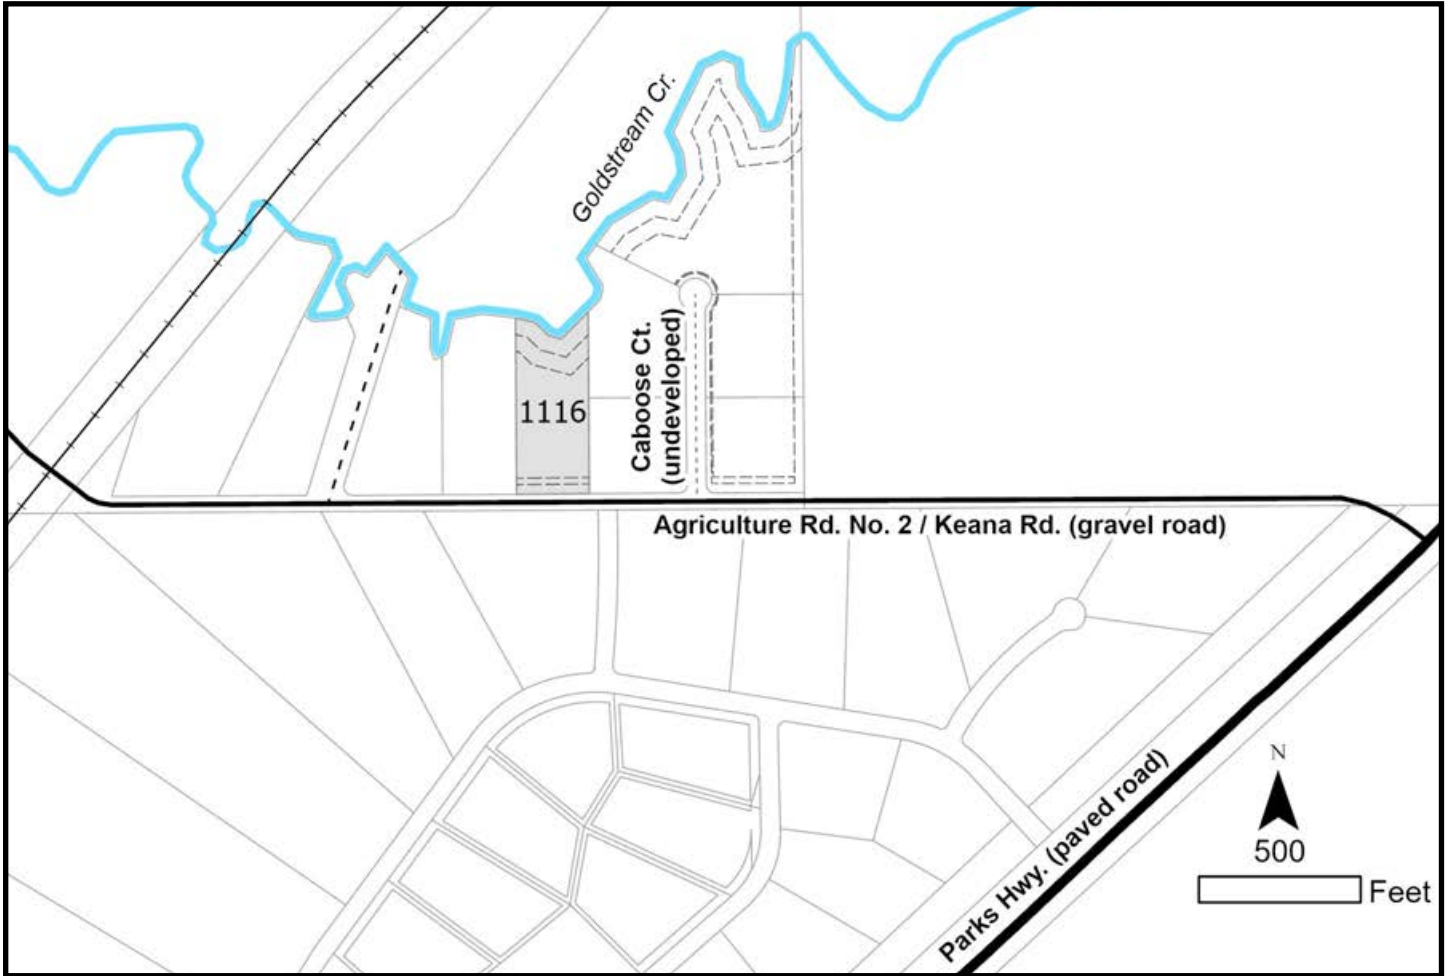 Goldstream Cr.
1116
Caboose Ct.
(undeveloped)
Agriculture Rd. No. 2 / Keana Rd. (gravel road)
Parks Hwy. (paved road)
N
500
Feet